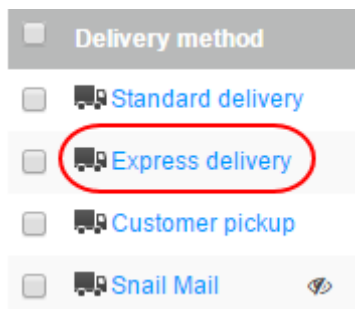 Delivery method
Standard delivery
Express delivery
Customer pickup
Snail Mail